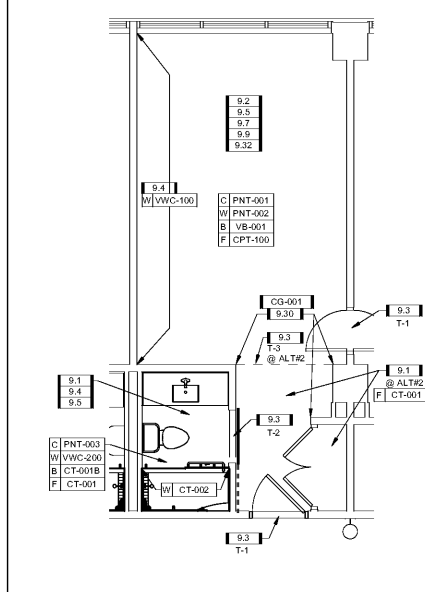 9.2
9.5
9.7
9.9
9.32
9.4
W VWC-100
C PNT-001
W PNT-002
B VB-001
F CPT-100
CG-001
9.30
9.3
T-1
9.3
T-3
@ ALT#2
9.1
@ ALT#2
F CT-001
9.1
9.4
9.5
9.3
T-2
C PNT-003
W VWC-200
B CT-001B
F CT-001
W CT-002
9.3
T-1